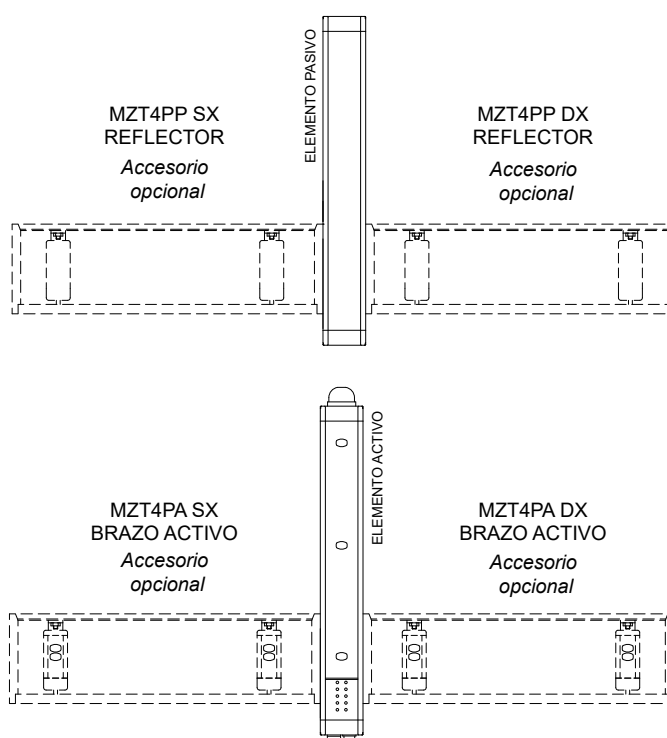 ELEMENTO PASIVO
MZT4PP SX
REFLECTOR
Accesorio
opcional
MZT4PP DX
REFLECTOR
Accesorio
opcional
ELEMENTO ACTIVO
MZT4PA SX
BRAZO ACTIVO
Accesorio
opcional
MZT4PA DX
BRAZO ACTIVO
Accesorio
opcional